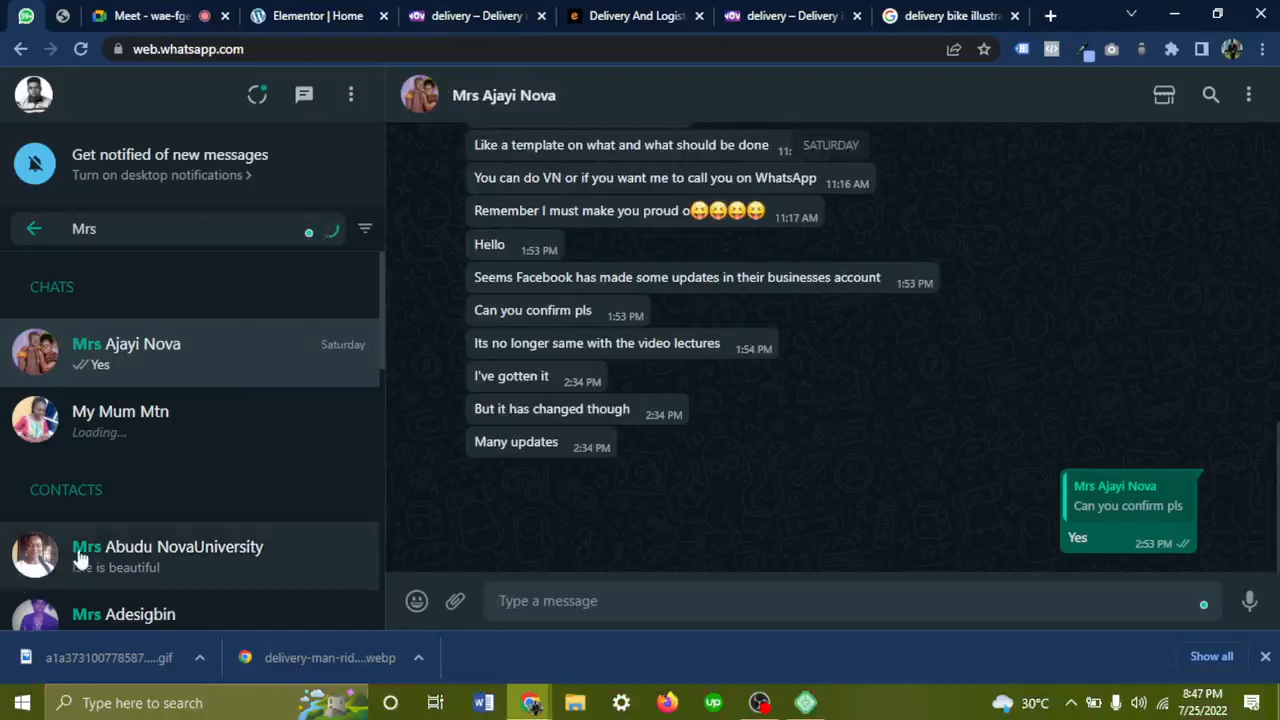 Meet - wae-fge
Elementor | Home
delivery – Delivery i
Delivery And Logist
delivery – Delivery i
delivery bike illustra
web.whatsapp.com
Mrs Ajayi Nova
Get notified of new messages
Turn on desktop notifications >
Mrs
CHATS
Mrs Ajayi Nova
Saturday
Yes
My Mum Mtn
Loading...
CONTACTS
Mrs Abudu NovaUniversity
is beautiful
Mrs Adesigbin
Like a template on what and what should be done 11:
SATURDAY
You can do VN or if you want me to call you on WhatsApp 11:16 AM
Remember I must make you proud o😝😝😝😝 11:17 AM
Hello 1:53 PM
Seems Facebook has made some updates in their businesses account 1:53 PM
Can you confirm pls 1:53 PM
Its no longer same with the video lectures 1:54 PM
I've gotten it 2:34 PM
But it has changed though 2:34 PM
Many updates 2:34 PM
Mrs Ajayi Nova
Can you confirm pls
Yes 2:53 PM
Type a message
a1a373100778587.....gif
delivery-man-rid....webp
Show all
Type here to search
30°C
8:47 PM
7/25/2022